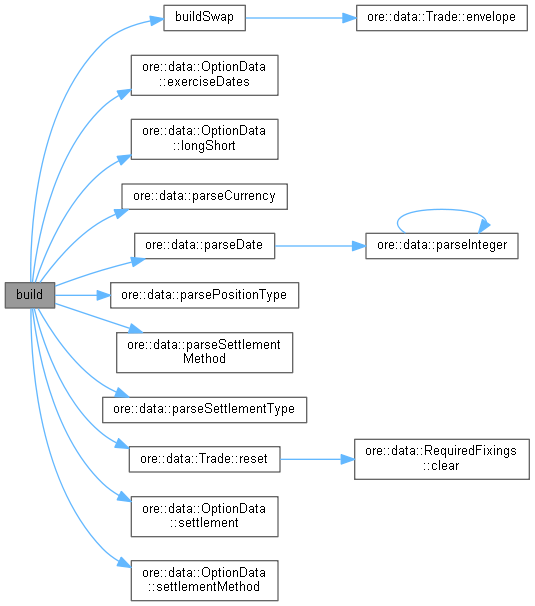 buildSwap
ore::data::Trade::envelope
ore::data::OptionData
::exerciseDates
ore::data::OptionData
::longShort
ore::data::parseCurrency
ore::data::parseDate
ore::data::parseInteger
build
ore::data::parsePositionType
ore::data::parseSettlement
Method
ore::data::parseSettlementType
ore::data::Trade::reset
ore::data::RequiredFixings
::clear
ore::data::OptionData
::settlement
ore::data::OptionData
::settlementMethod